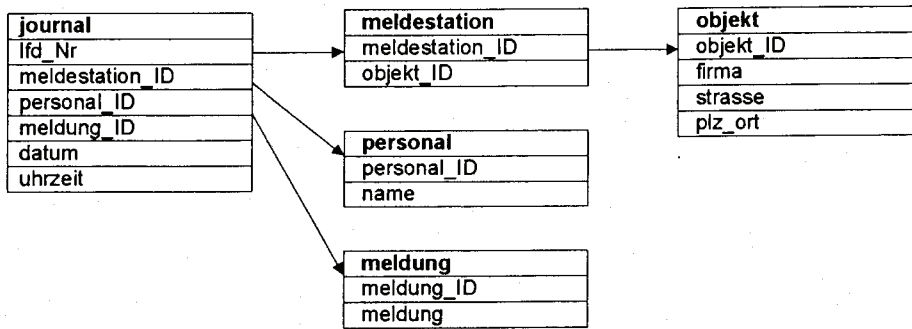 journal
lfd_Nr
meldestation_ID
personal_ID
meldung_ID
datum
uhrzeit
meldestation
meldestation_ID
objekt_ID
personal
personal_ID
name
meldung
meldung_ID
meldung
objekt
objekt_ID
firma
strasse
plz_ort